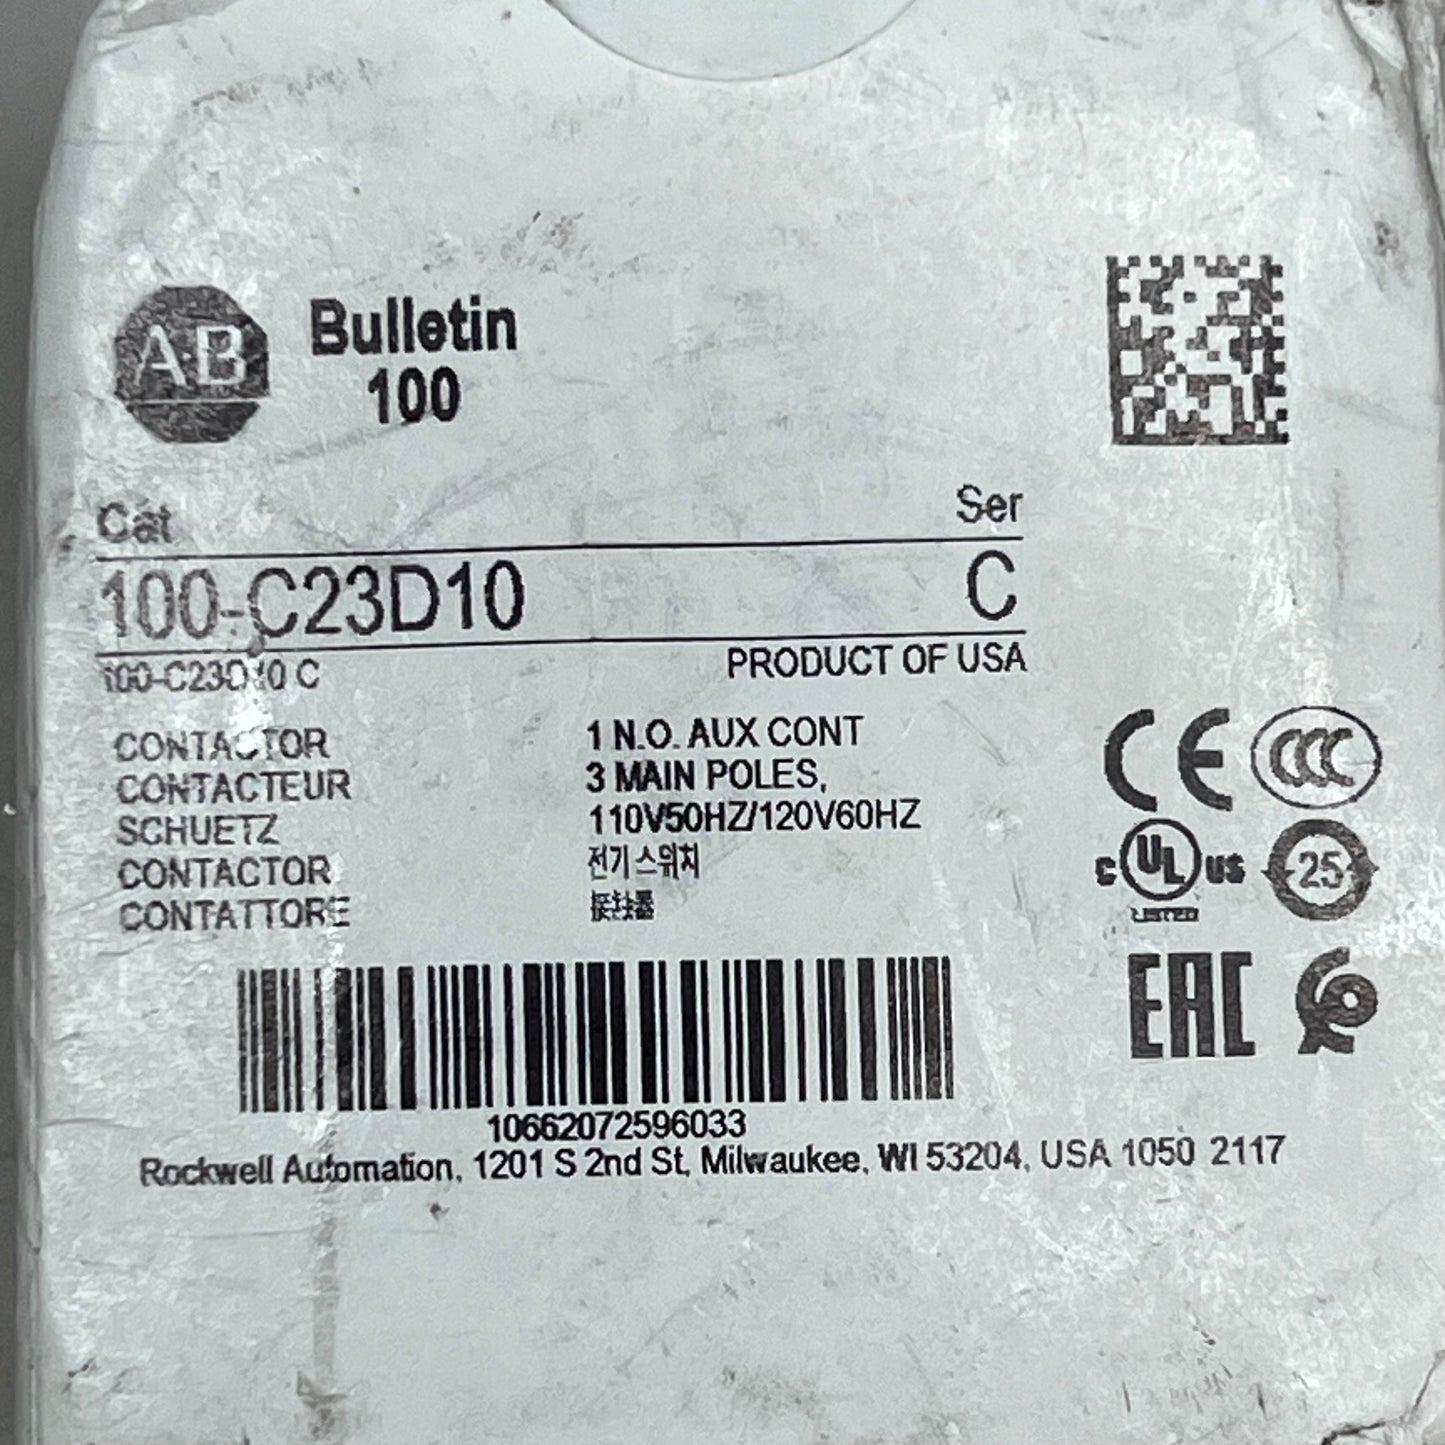 AB
Bulletin
100
Cat Ser
100-C23D10 C
100-C23D10 C PRODUCT OF USA
CONTACTOR 1 N.O. AUX CONT
CONTACTEUR 3 MAIN POLES,
SCHUETZ 110V50HZ/120V60HZ
CONTACTOR 전기 스위치
CONTATTORE 接触器
CE CCC
C UL US LISTED 25
EAC
10662072596033
Rockwell Automation, 1201 S 2nd St, Milwaukee, WI 53204, USA 1050 2117